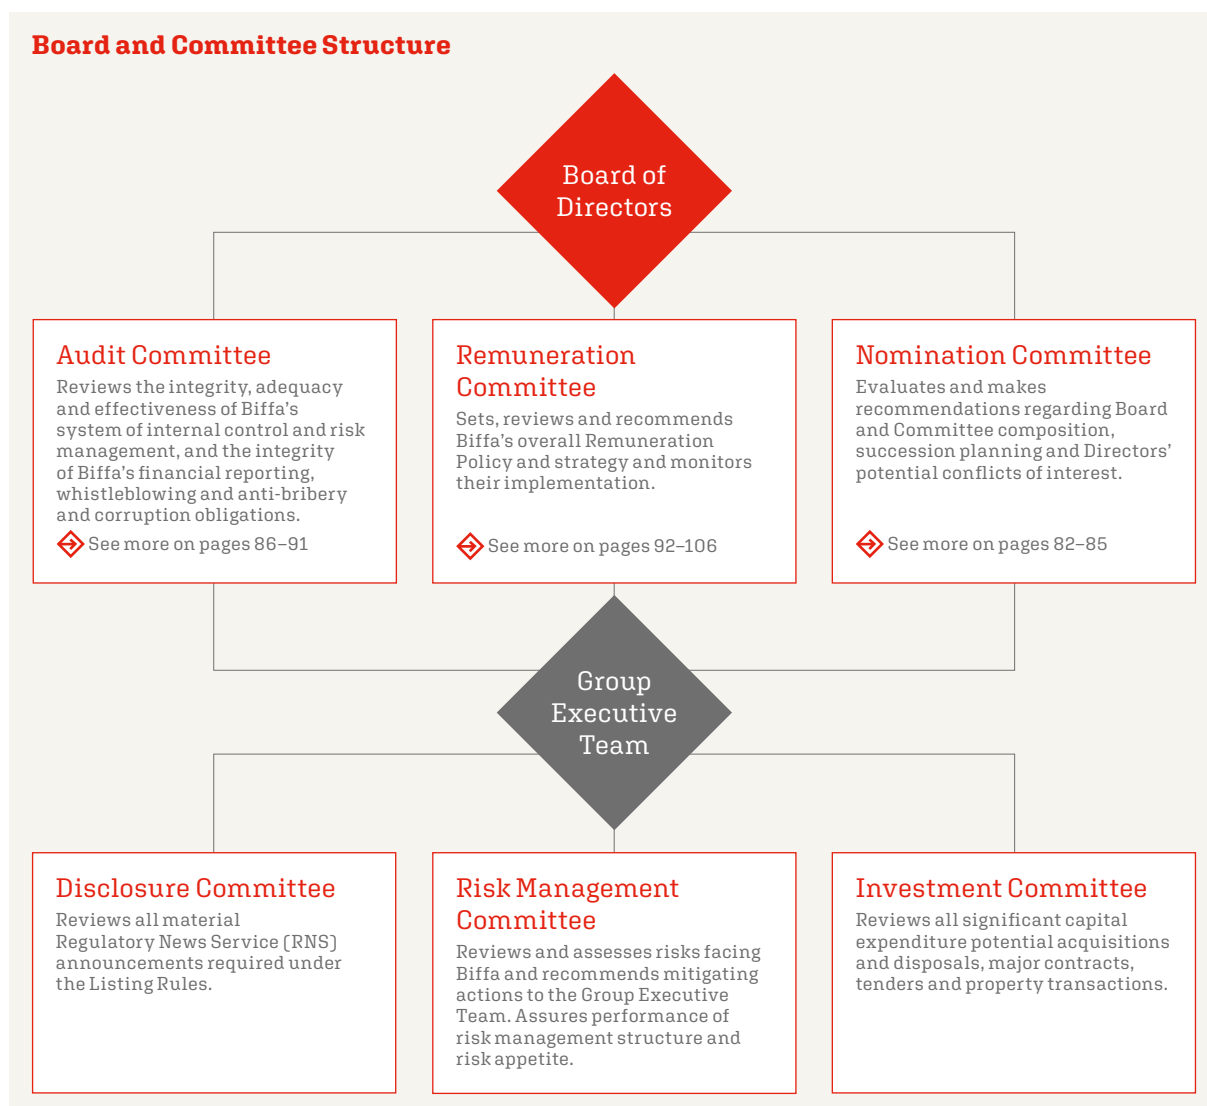 Board and Committee Structure
Board of
Directors
Audit Committee
Reviews the integrity, adequacy
and effectiveness of Biffa's
system of internal control and risk
management, and the integrity
of Biffa's financial reporting,
whistleblowing and anti-bribery
and corruption obligations.
See more on pages 86–91
Remuneration
Committee
Sets, reviews and recommends
Biffa's overall Remuneration
Policy and strategy and monitors
their implementation.
See more on pages 92–106
Nomination Committee
Evaluates and makes
recommendations regarding Board
and Committee composition,
succession planning and Directors'
potential conflicts of interest.
See more on pages 82–85
Group
Executive
Team
Disclosure Committee
Reviews all material
Regulatory News Service (RNS)
announcements required under
the Listing Rules.
Risk Management
Committee
Reviews and assesses risks facing
Biffa and recommends mitigating
actions to the Group Executive
Team. Assures performance of
risk management structure and
risk appetite.
Investment Committee
Reviews all significant capital
expenditure potential acquisitions
and disposals, major contracts,
tenders and property transactions.